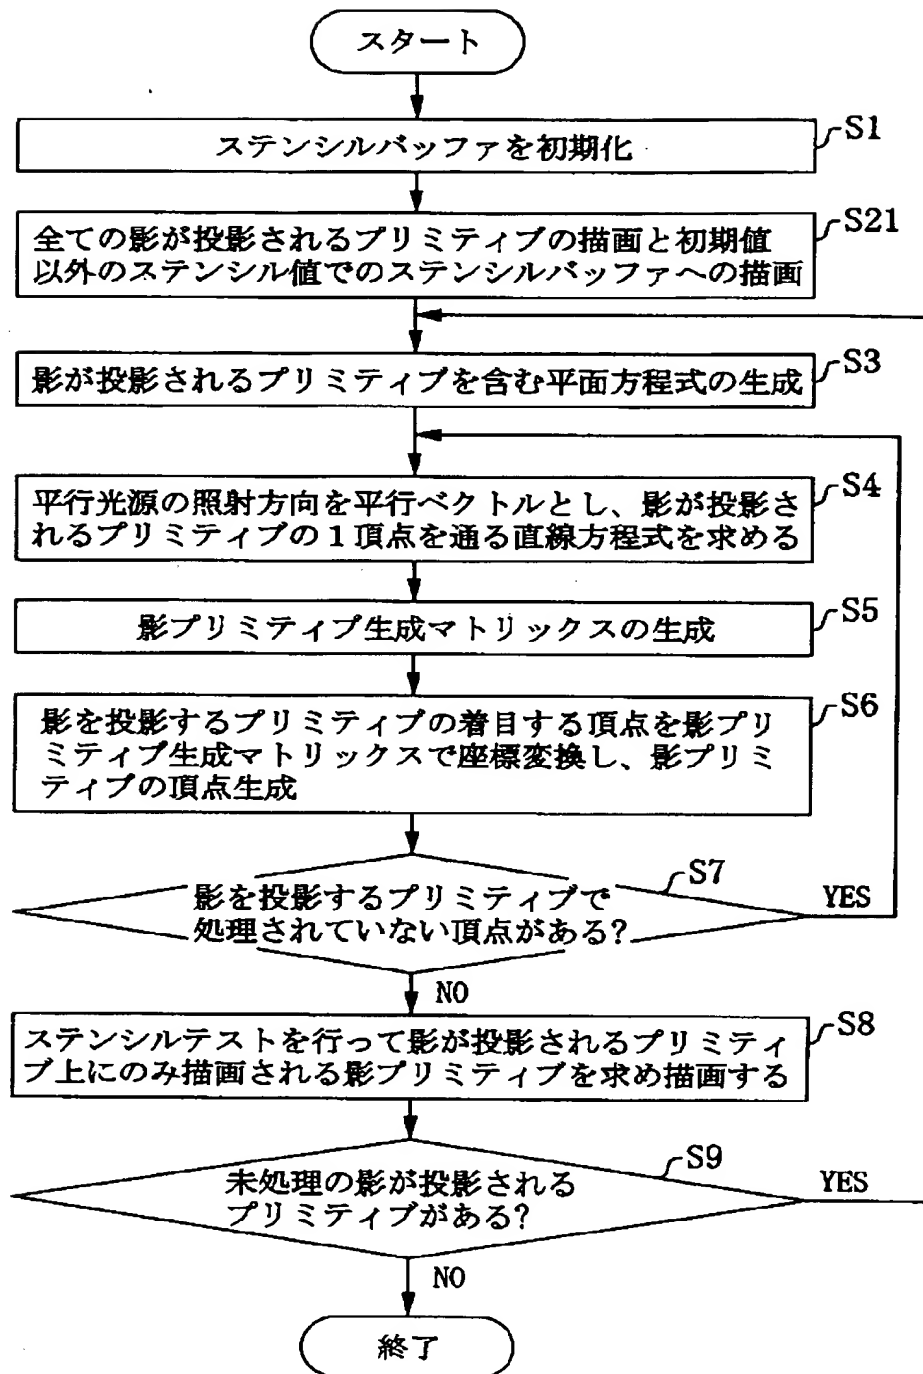 スタート
S1
ステンシルバッファを初期化
S21
全ての影が投影されるプリミティブの描画と初期値
以外のステンシル値でのステンシルバッファへの描画
S3
影が投影されるプリミティブを含む平面方程式の生成
S4
平行光源の照射方向を平行ベクトルとし、影が投影さ
れるプリミティブの1頂点を通る直線方程式を求める
S5
影プリミティブ生成マトリックスの生成
S6
影を投影するプリミティブの着目する頂点を影プリ
ミティブ生成マトリックスで座標変換し、影プリミ
ティブの頂点生成
S7
影を投影するプリミティブで
処理されていない頂点がある?
YES
NO
S8
ステンシルテストを行って影が投影されるプリミティ
ブ上にのみ描画される影プリミティブを求め描画する
S9
未処理の影が投影される
プリミティブがある?
YES
NO
終了